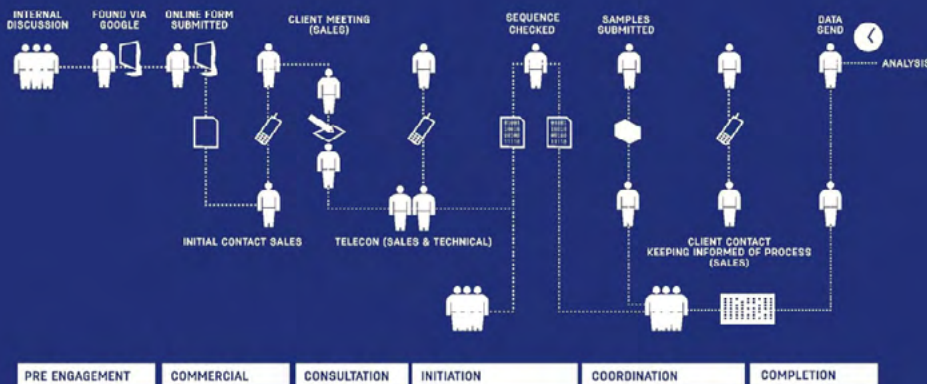 INTERNAL
DISCUSSION
FOUND VIA
GOOGLE
ONLINE FORM
SUBMITTED
CLIENT MEETING
(SALES)
SEQUENCE
CHECKED
SAMPLES
SUBMITTED
DATA
SEND
ANALYSIS
INITIAL CONTACT SALES
TELECON (SALES & TECHNICAL)
CLIENT CONTACT
KEEPING INFORMED OF PROCESS
(SALES)
PRE ENGAGEMENT
COMMERCIAL
CONSULTATION
INITIATION
COORDINATION
COMPLETION